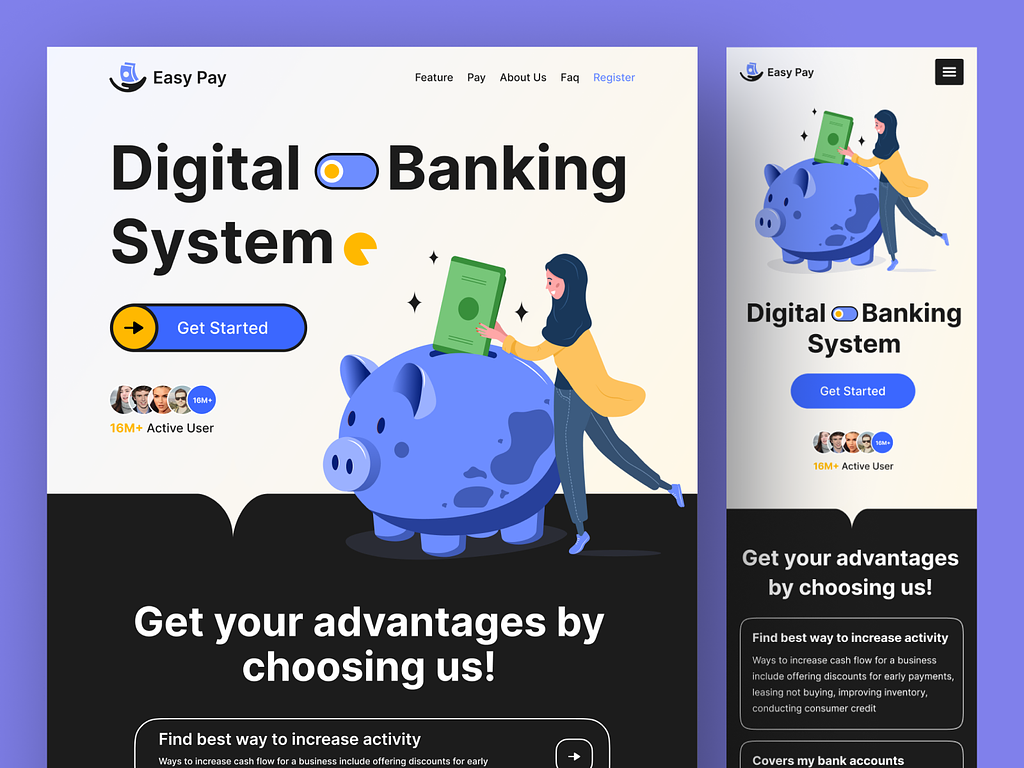 Easy Pay
Feature Pay About Us Faq Register
Digital Banking
System
Get Started
16M+
16M+ Active User
Get your advantages by
choosing us!
Find best way to increase activity
Ways to increase cash flow for a business include offering discounts for early
Easy Pay
Digital Banking
System
Get Started
16M+
16M+ Active User
Get your advantages
by choosing us!
Find best way to increase activity
Ways to increase cash flow for a business
include offering discounts for early payments,
leasing not buying, improving inventory,
conducting consumer credit
Covers my bank accounts